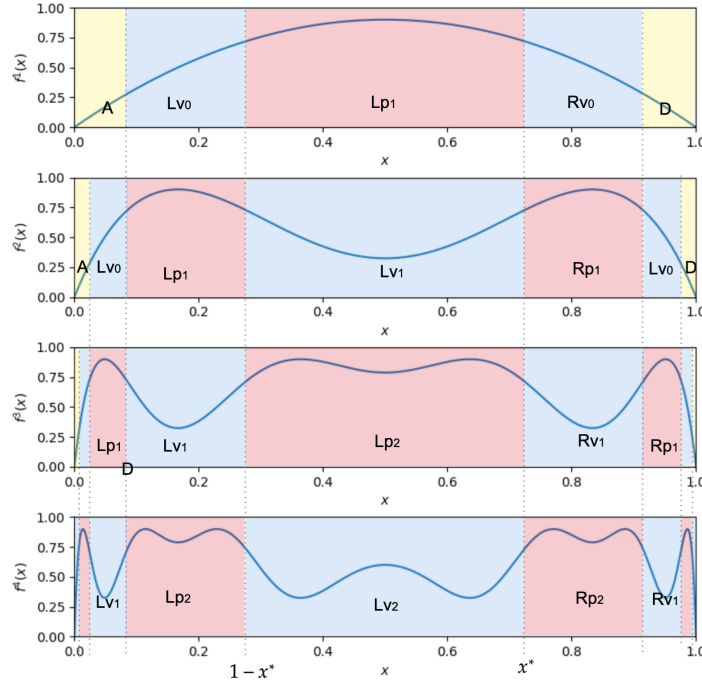 1.00
0.75
0.50
0.25
0.00
f¹(x)
A Lv₀ Lp₁ Rv₀ D
0.0 0.2 0.4 0.6 0.8 1.0
x
1.00
0.75
0.50
0.25
0.00
f²(x)
A Lv₀ Lp₁ Lv₁ Rp₁ Lv₀ D
0.0 0.2 0.4 0.6 0.8 1.0
x
1.00
0.75
0.50
0.25
0.00
f³(x)
Lp₁ Lv₁ Lp₂ Rv₁ Rp₁
D
0.0 0.2 0.4 0.6 0.8 1.0
x
1.00
0.75
0.50
0.25
0.00
f⁴(x)
Lv₁ Lp₂ Lv₂ Rp₂ Rv₁
0.0 0.2 0.4 0.6 0.8 1.0
1 − x* x x*